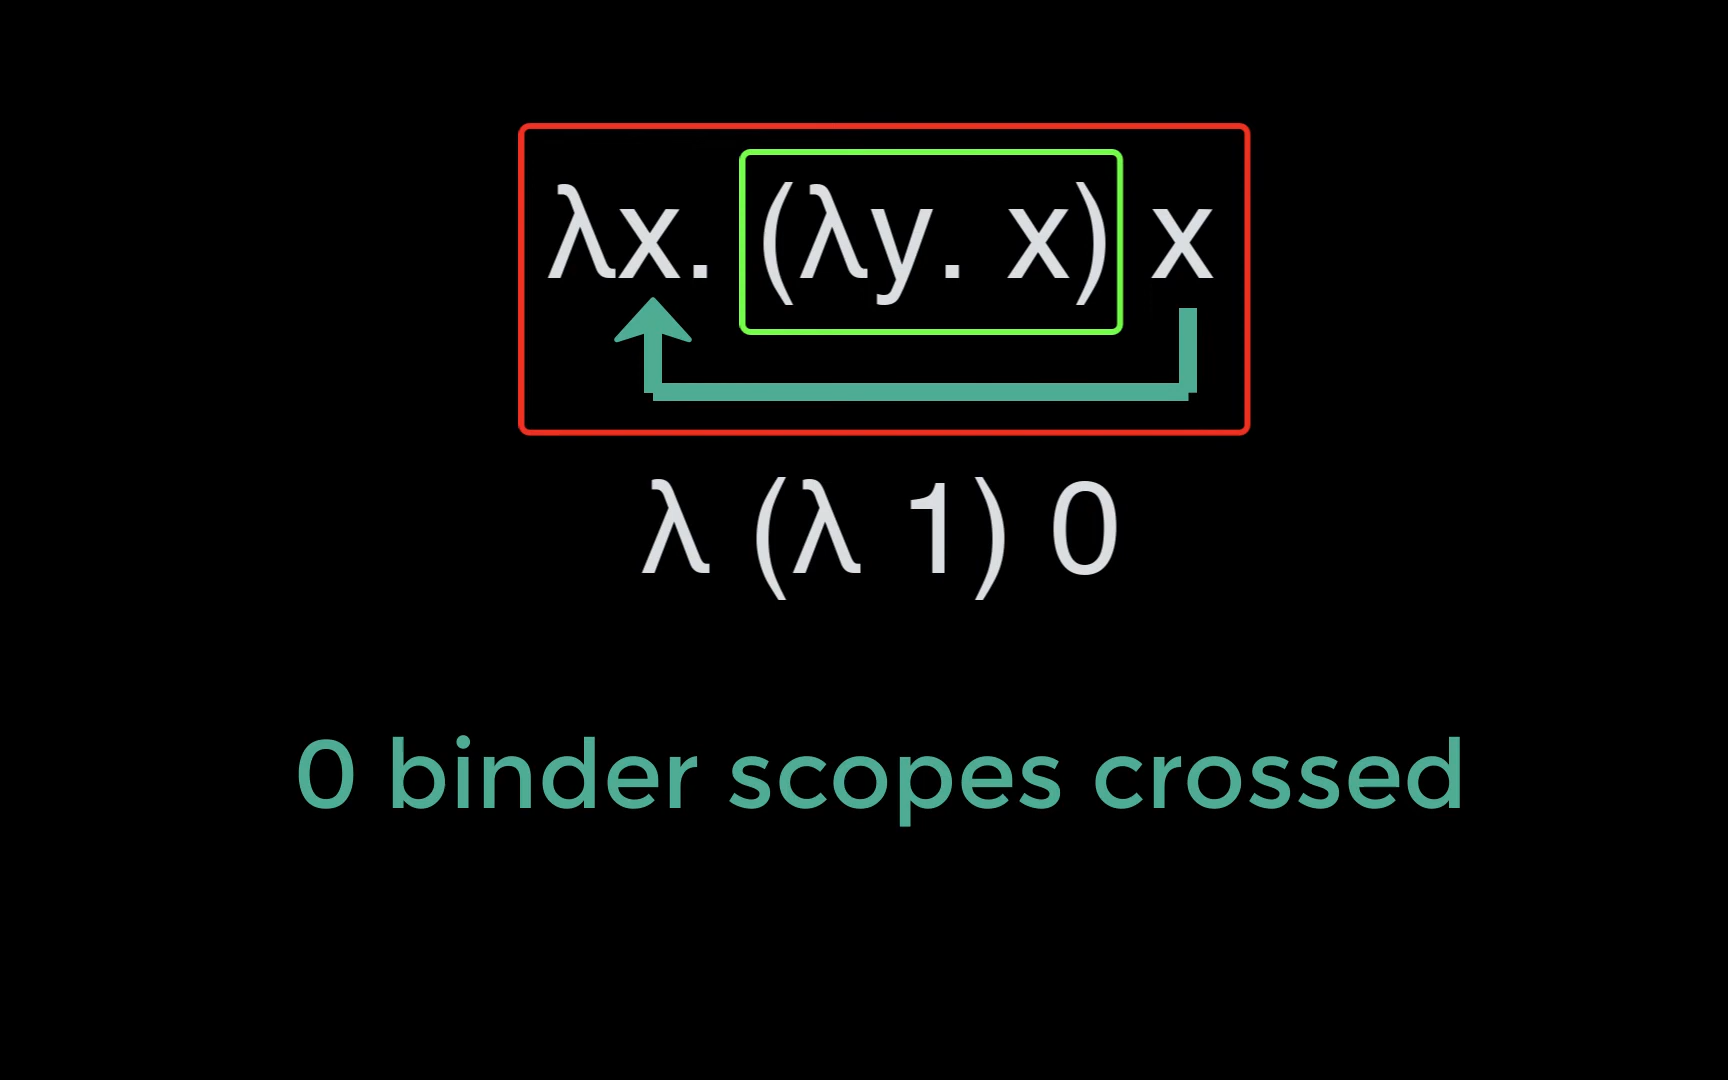 λx. (λy. x) x
λ (λ 1) 0
0 binder scopes crossed